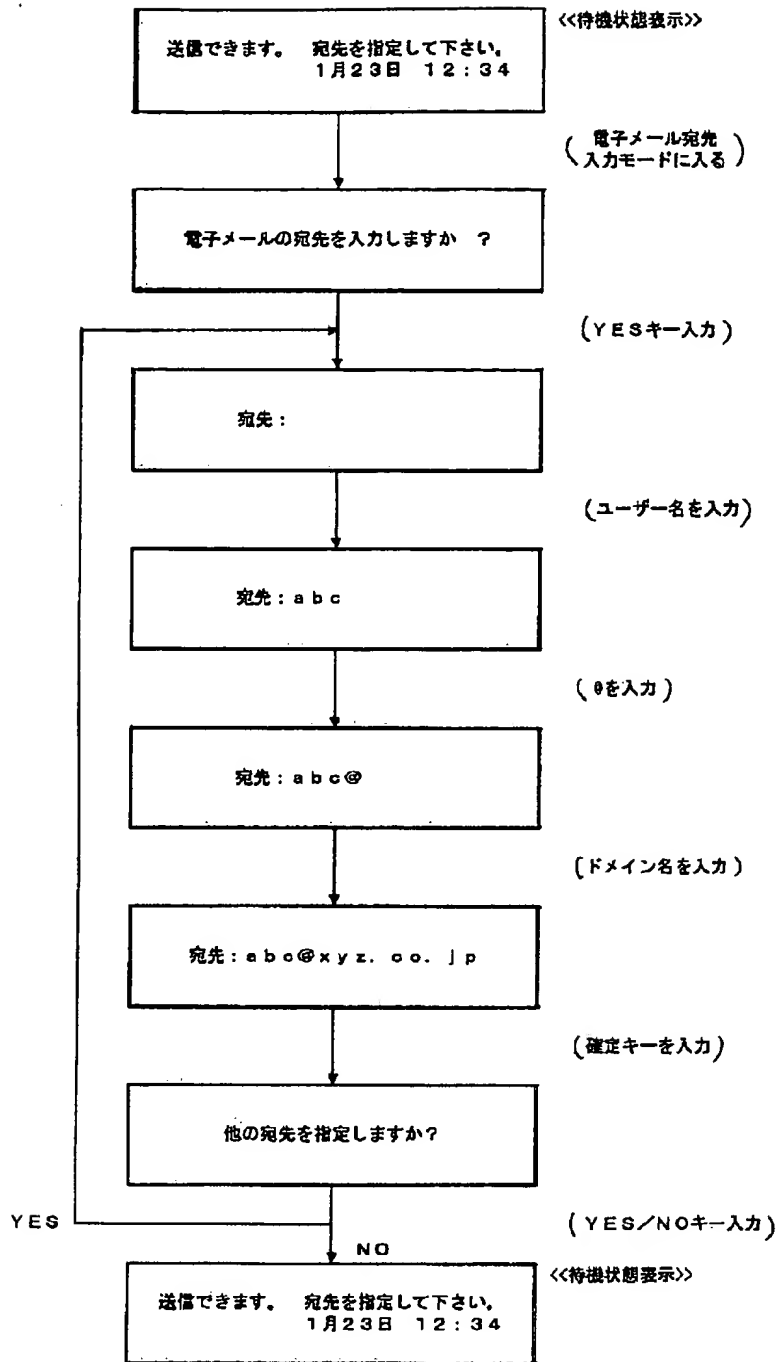 <<待機状態表示>>
送信できます。 宛先を指定して下さい。
1月23日 12:34
(電子メール宛先
入力モードに入る)
電子メールの宛先を入力しますか ?
(YESキー入力)
宛先:
(ユーザー名を入力)
宛先:abc
(@を入力)
宛先:abc@
(ドメイン名を入力)
宛先:abc@xyz.co.jp
(確定キーを入力)
他の宛先を指定しますか?
YES
(YES/NOキー入力)
NO
<<待機状態表示>>
送信できます。 宛先を指定して下さい。
1月23日 12:34